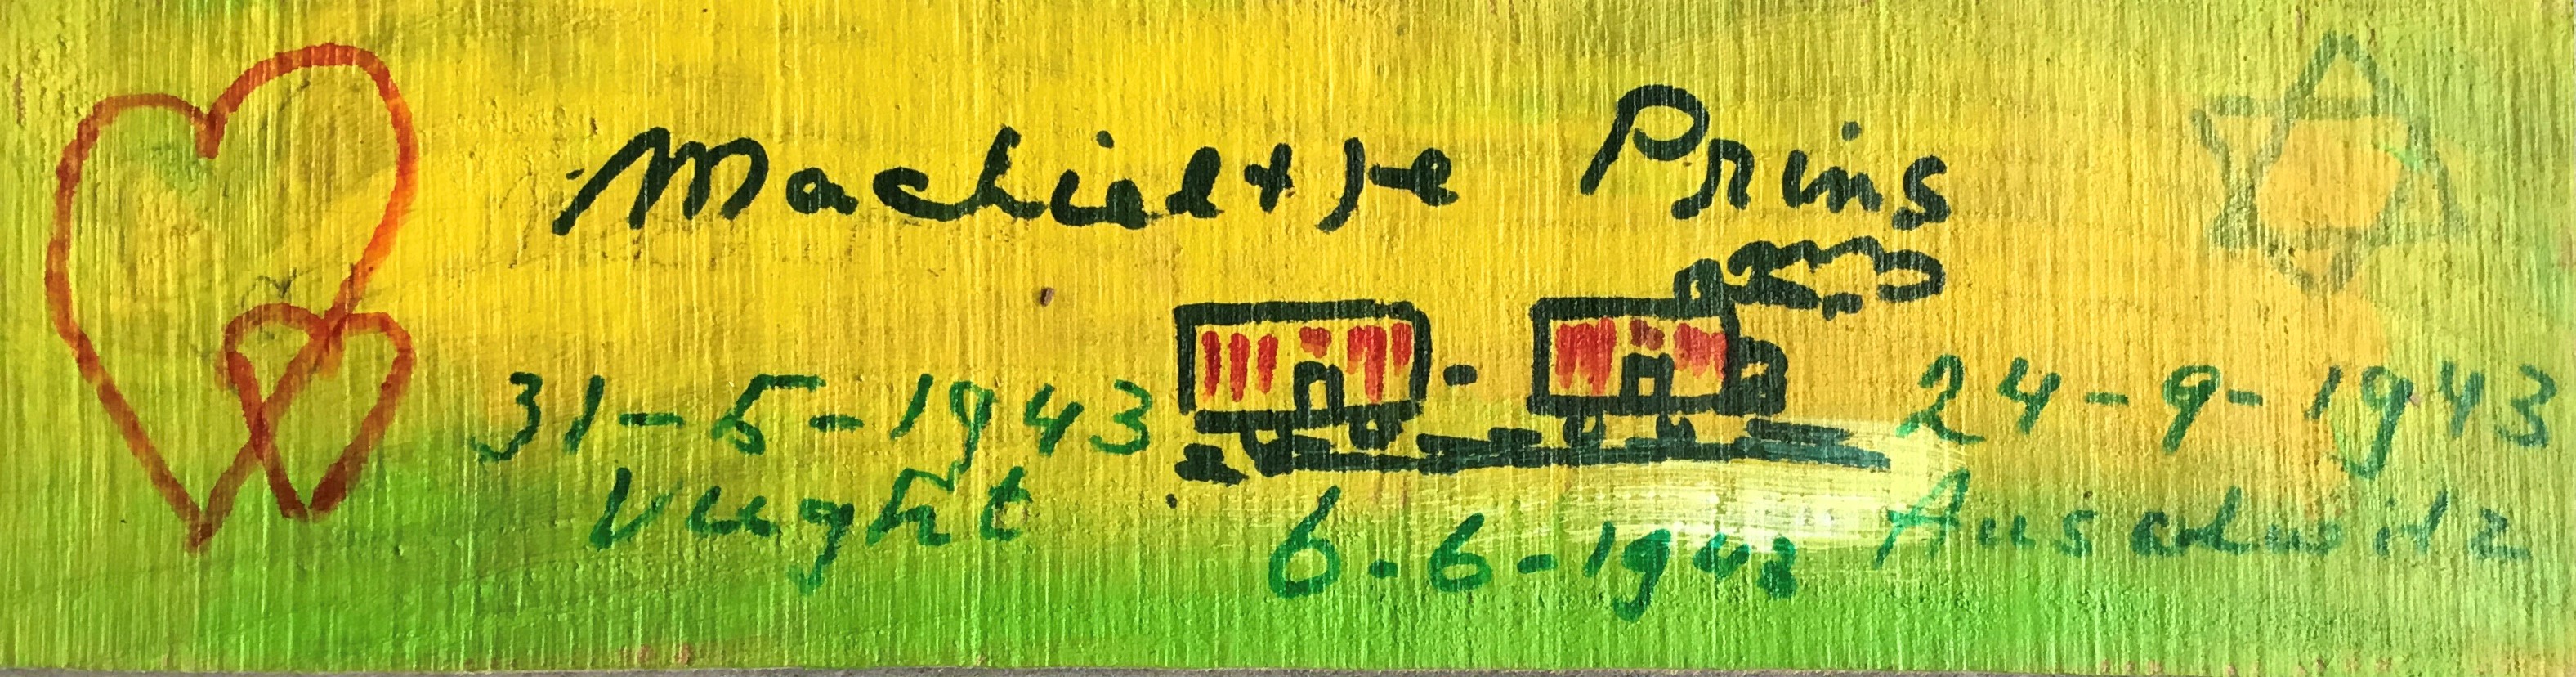 Machieltje Prins
31-5-1943
Vught
6-6-1943
24-9-1943
Auschwitz